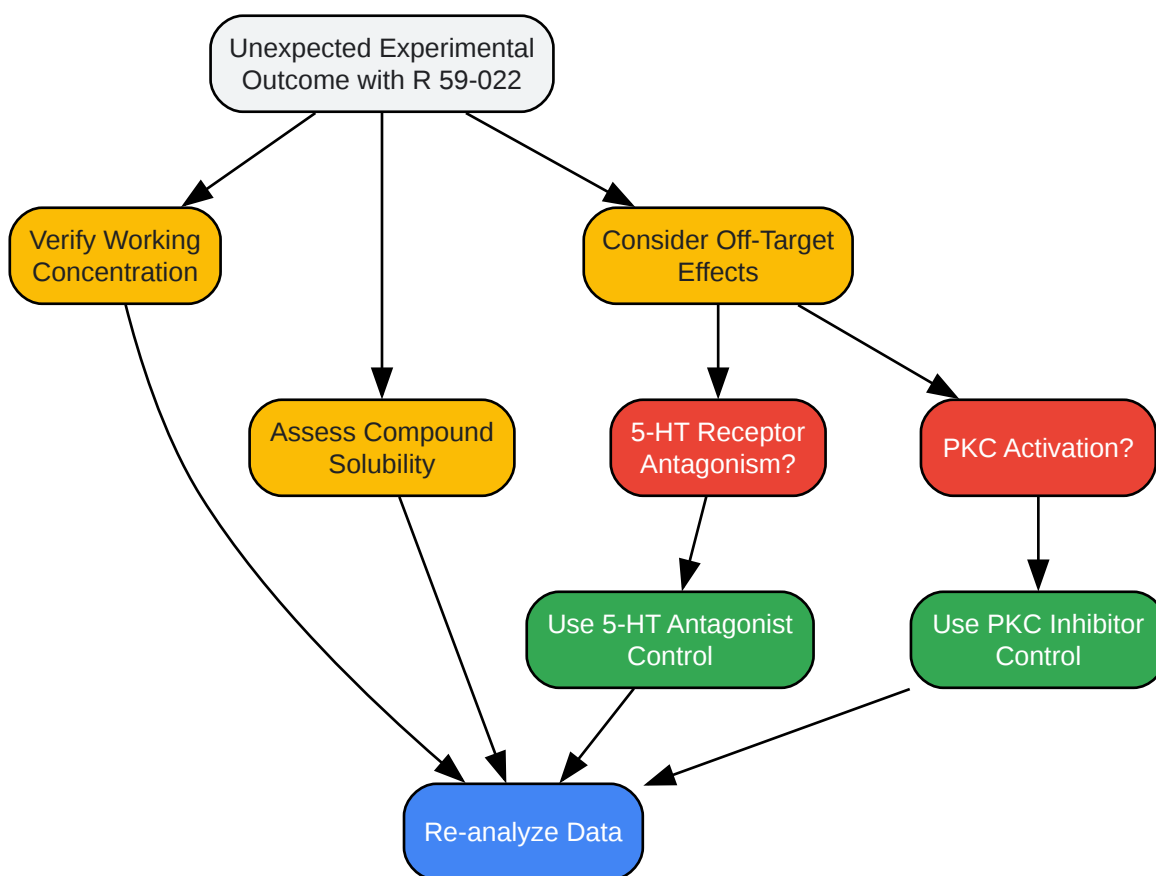 Unexpected Experimental
Outcome with R 59-022
Verify Working
Concentration
Consider Off-Target
Effects
Assess Compound
Solubility
5-HT Receptor
Antagonism?
PKC Activation?
Use 5-HT Antagonist
Control
Use PKC Inhibitor
Control
Re-analyze Data